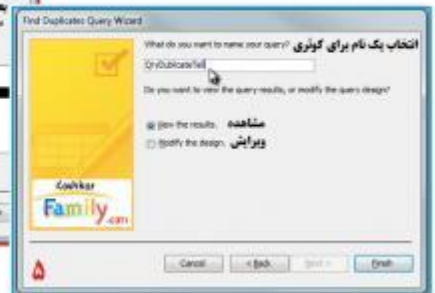 Find Duplicates Query Wizard
What do you want to name your query? انتخاب یک نام برای کوئری
QryDublicateTell
Do you want to view the query results, or modify the query design?
View the results. مشاهده
Modify the design. ویرایش
Family.com
Cancel < Back Next > Finish
۵